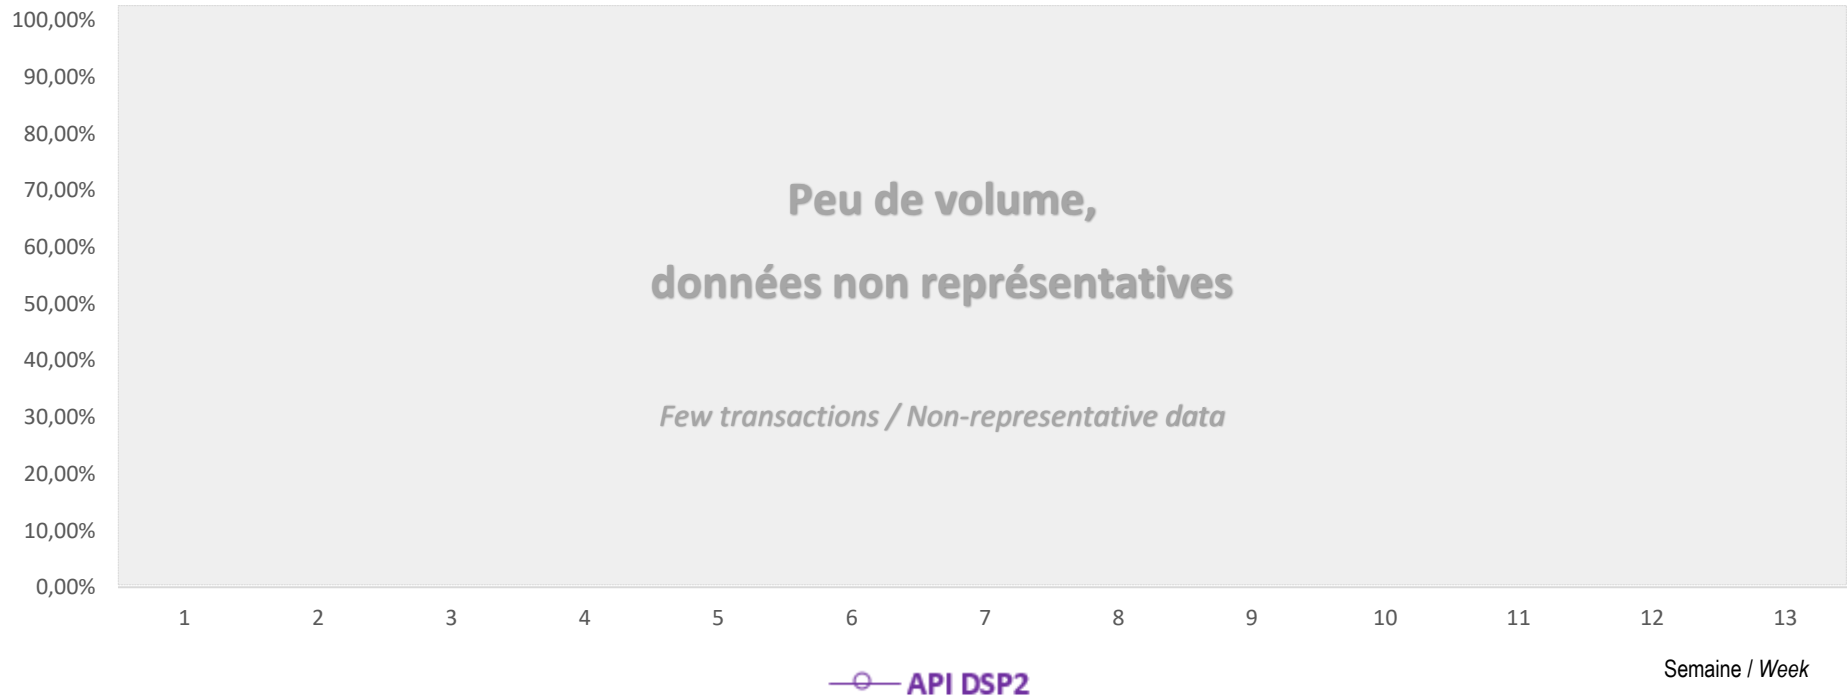 100,00%
90,00%
80,00%
70,00%
Peu de volume,
60,00%
données non représentatives
50,00%
40,00%
30,00%
Few transactions / Non-representative data
20,00%
10,00%
0,00%
1 2 3 4 5 6 7 8 9 10 11 12 13
Semaine / Week
API DSP2